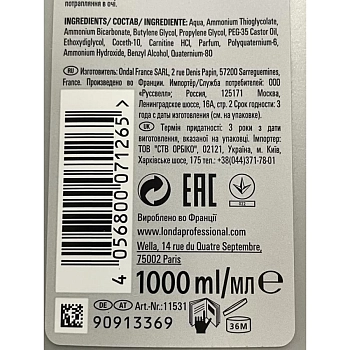 потрапляння в очі.
INGREDIENTS/ СОСТАВ/ INGREDIENTS: Aqua, Ammonium Thioglycolate,
Ammonium Bicarbonate, Butylene Glycol, Propylene Glycol, PEG-35 Castor Oil,
Ethoxydiglycol, Coceth-10, Carnitine HCl, Parfum, Polyquaternium-6,
Ammonium Hydroxide, Benzyl Alcohol, Quaternium-80
RU Изготовитель: Ondal France SARL, 2 rue Denis Papin, 57200 Sarreguemines,
France. Произведено во Франции. Импортёр/Служба потребителей: ООО
«Руссвелл»; Россия, 125171 Москва,
Ленинградское шоссе, 16А, стр. 2 Срок годности: 3
года с даты изготовления (см. на упаковке).
UA Термін придатності: 3 роки з дати
виготовлення, вказаної на упаковці. Імпортер:
ТОВ "СТВ ОРБІКО", 02121, Україна, м. Київ,
Харківське шосе, 175 тел.: +38(044)371-78-01
4 056800 071265 >
EAC
Вироблено во Франції
www.londaprofessional.com
Wella, 14 rue du Quatre Septembre,
75002 Paris
1000 ml/мл e
DE AT Art.-Nr.:11531
90913369
36M